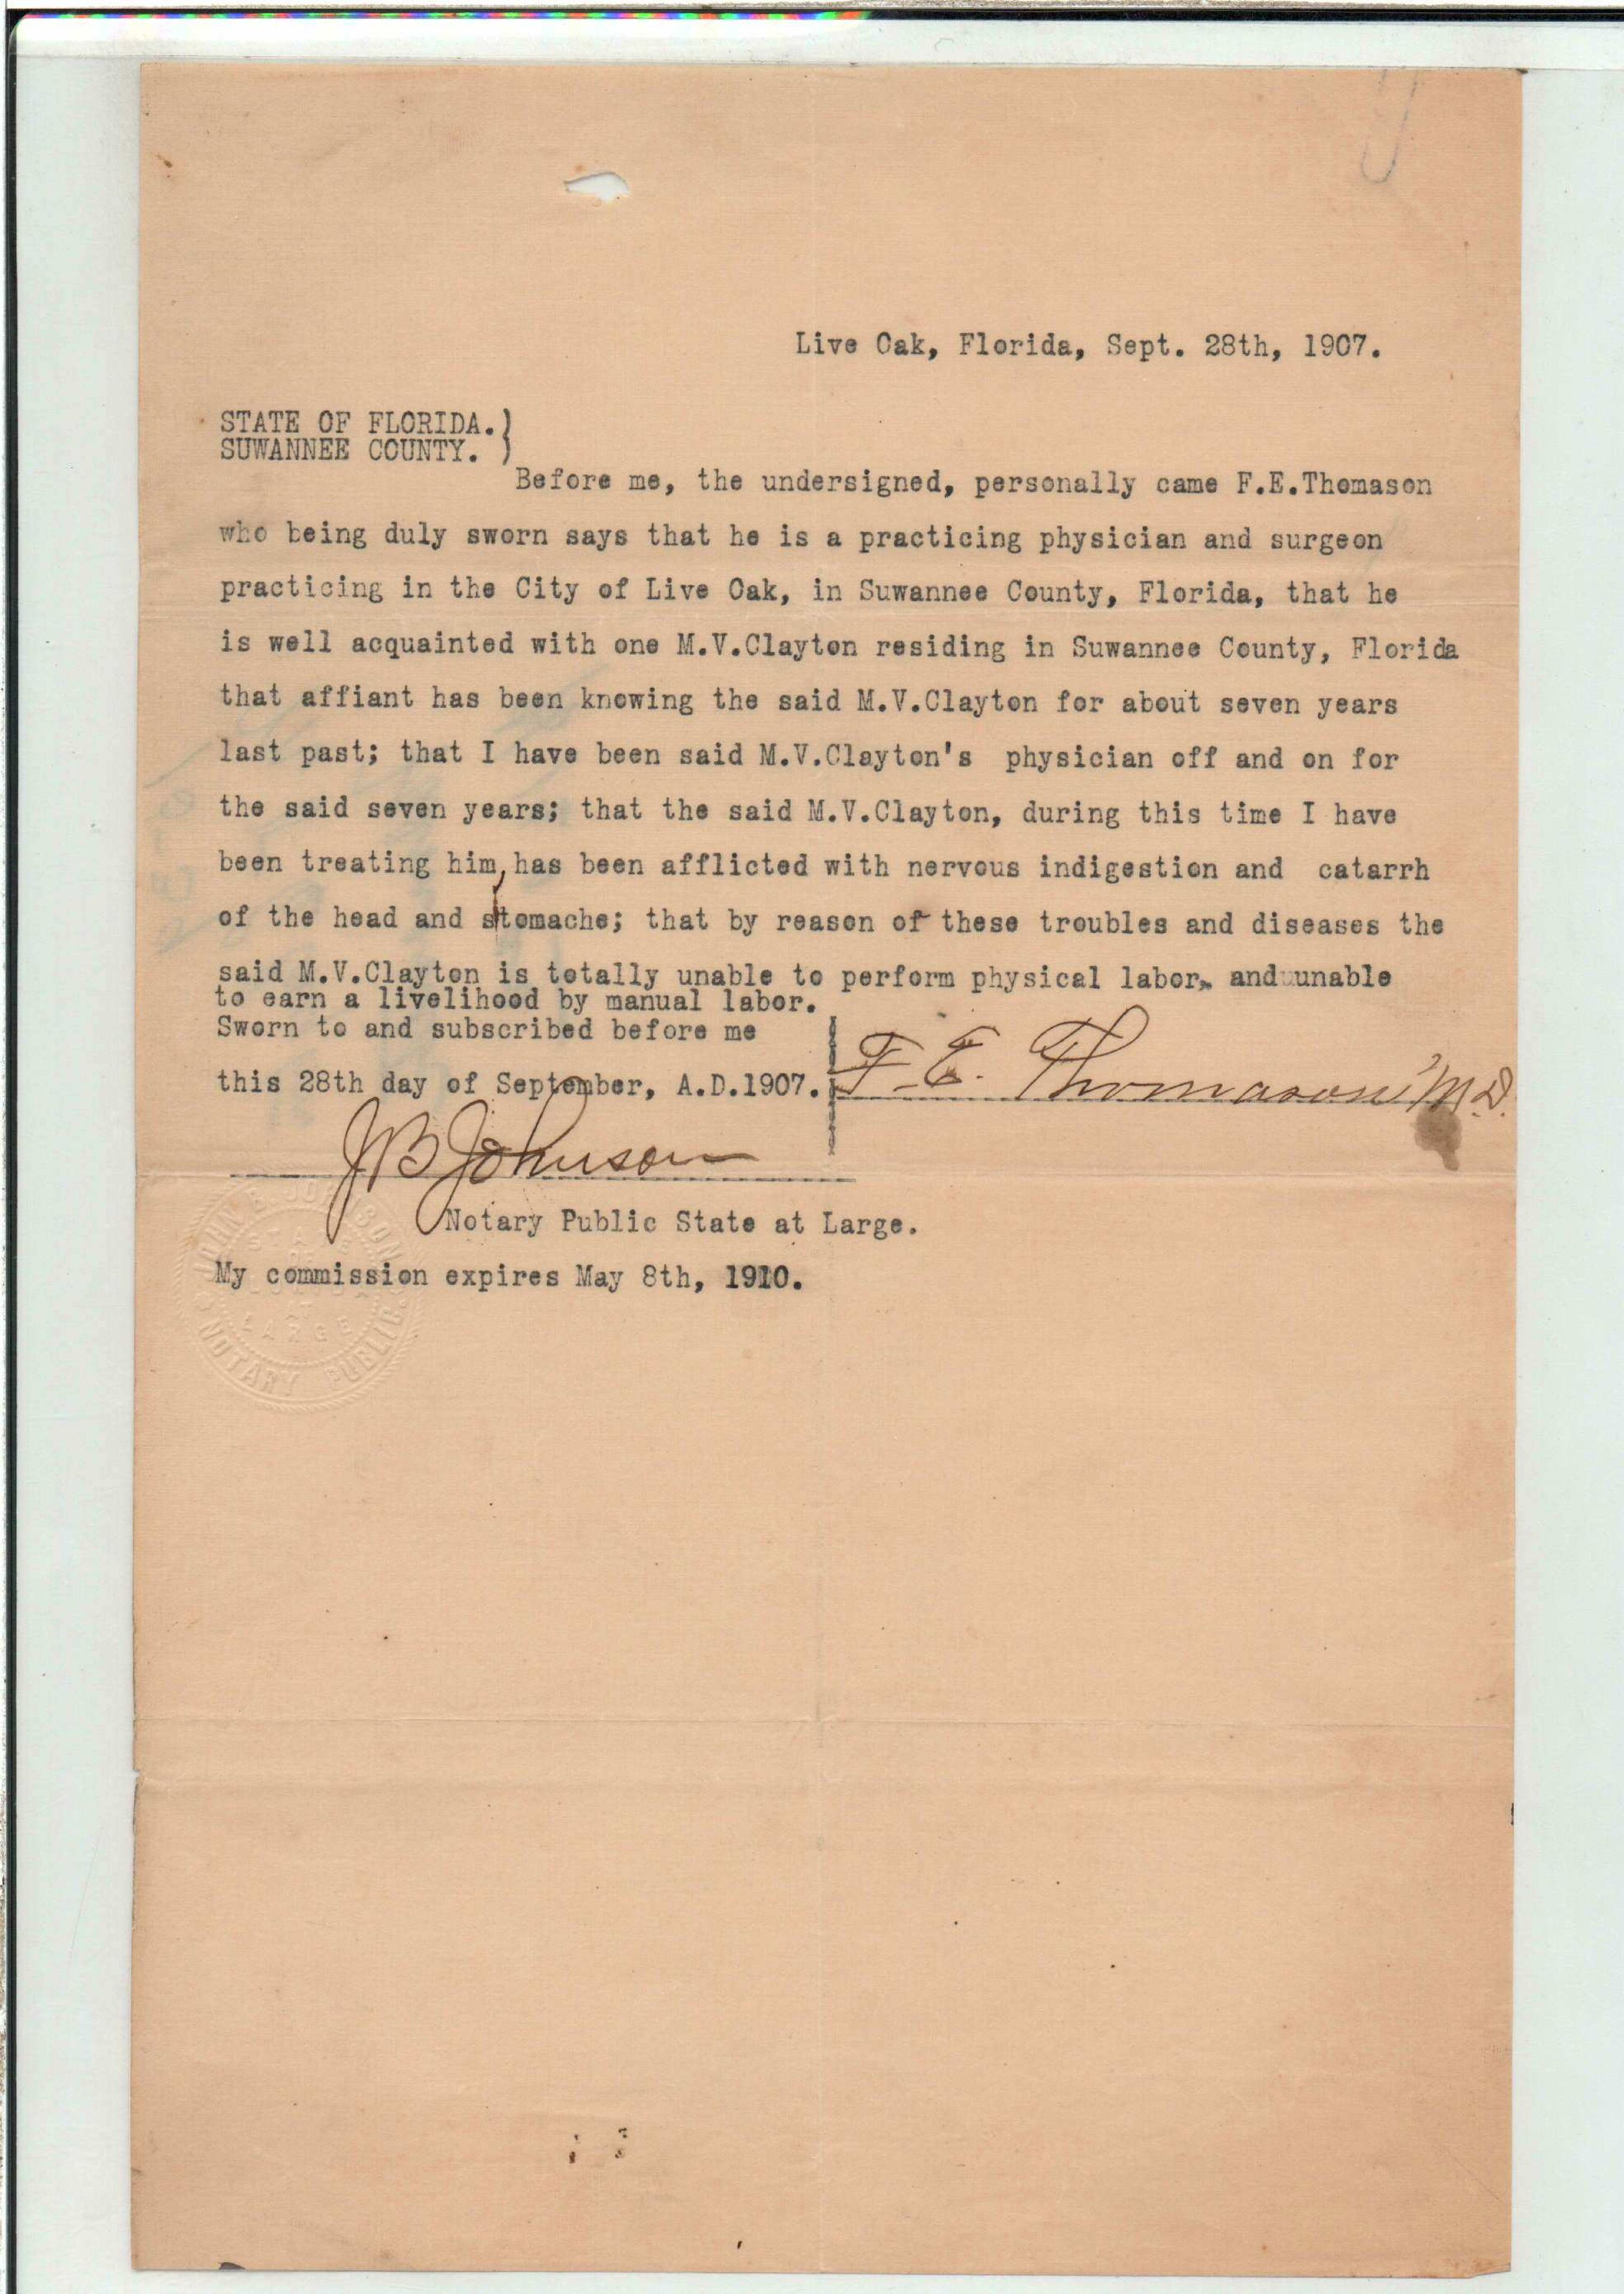 Live Oak, Florida, Sept. 28th, 1907.
STATE OF FLORIDA.)
SUWANNEE COUNTY. )
Before me, the undersigned, personally came F.E.Thomason
who being duly sworn says that he is a practicing physician and surgeon
practicing in the City of Live Oak, in Suwannee County, Florida, that he
is well acquainted with one M.V.Clayton residing in Suwannee County, Florida
that affiant has been knowing the said M.V.Clayton for about seven years
last past; that I have been said M.V.Clayton's physician off and on for
the said seven years; that the said M.V.Clayton, during this time I have
been treating him, has been afflicted with nervous indigestion and catarrh
of the head and stomache; that by reason of these troubles and diseases the
said M.V.Clayton is totally unable to perform physical labor, and unable
to earn a livelihood by manual labor.
Sworn to and subscribed before me
this 28th day of September, A.D.1907.
F. E. Thomason M.D.
J B Johnson
Notary Public State at Large.
My commission expires May 8th, 1910.
NOTARY PUBLIC
LARGE